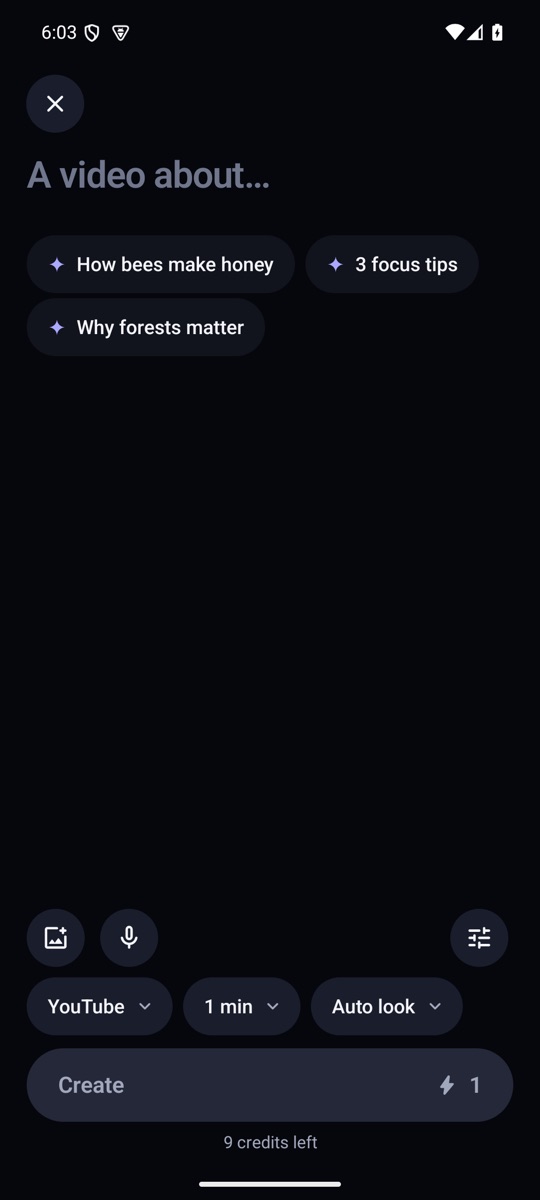 6:03
A video about...
How bees make honey
3 focus tips
Why forests matter
YouTube
1 min
Auto look
Create
1
9 credits left